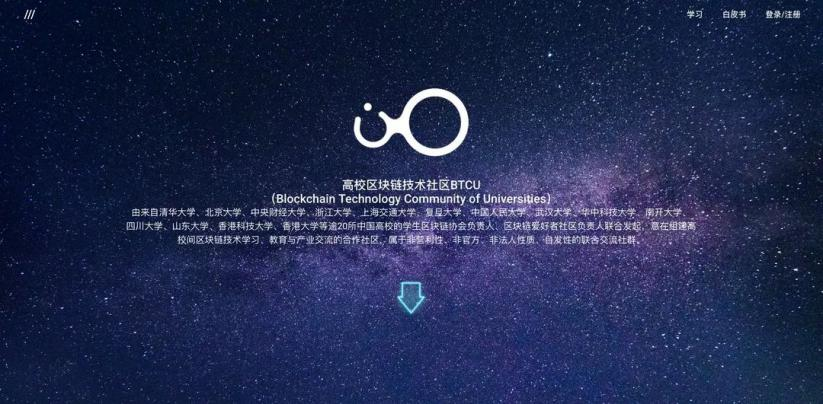 ///
学习 白皮书 登录/注册
高校区块链技术社区BTCU
(Blockchain Technology Community of Universities)
由来自清华大学、北京大学、中央财经大学、浙江大学、上海交通大学、复旦大学、中国人民大学、武汉大学、华中科技大学、南开大学、
四川大学、山东大学、香港科技大学、香港大学等逾20所中国高校的学生区块链协会负责人、区块链爱好者社区负责人联合发起，意在组建高
校间区块链技术学习、教育与产业交流的合作社区，属于非营利性、非官方、非法人性质、自发性的联合交流社群。